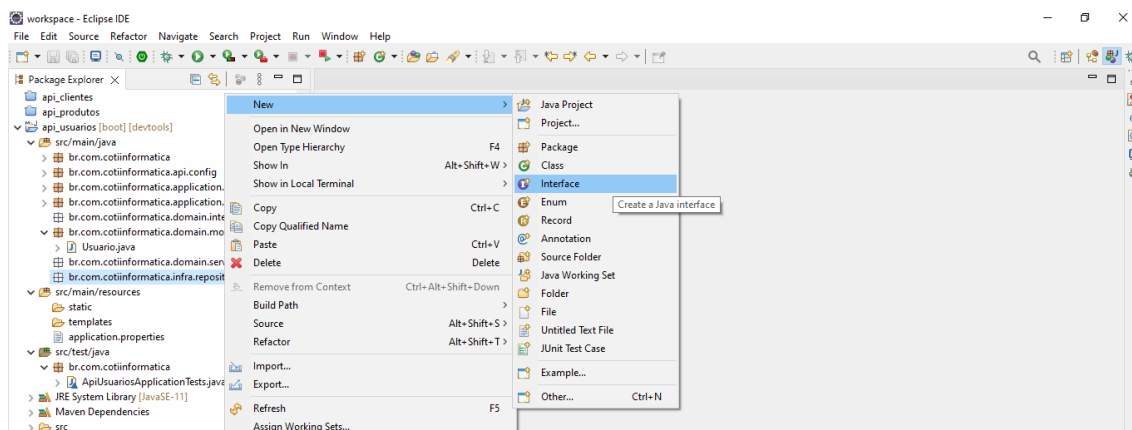 workspace - Eclipse IDE
File Edit Source Refactor Navigate Search Project Run Window Help
Package Explorer
api_clientes
api_produtos
api_usuarios [boot] [devtools]
src/main/java
br.com.cotiinformatica
br.com.cotiinformatica.api.config
br.com.cotiinformatica.application.
br.com.cotiinformatica.application.
br.com.cotiinformatica.domain.inte
br.com.cotiinformatica.domain.mo
Usuario.java
br.com.cotiinformatica.domain.serv
br.com.cotiinformatica.infra.reposit
src/main/resources
static
templates
application.properties
src/test/java
br.com.cotiinformatica
ApiUsuariosApplicationTests.java
JRE System Library [JavaSE-11]
Maven Dependencies
src
New
Open in New Window
Open Type Hierarchy F4
Show In Alt+Shift+W >
Show in Local Terminal >
Copy Ctrl+C
Copy Qualified Name
Paste Ctrl+V
Delete Delete
Remove from Context Ctrl+Alt+Shift+Down
Build Path >
Source Alt+Shift+S >
Refactor Alt+Shift+T >
Import...
Export...
Refresh F5
Assign Working Sets...
Java Project
Project...
Package
Class
Interface
Enum
Record
Annotation
Source Folder
Java Working Set
Folder
File
Untitled Text File
JUnit Test Case
Example...
Other... Ctrl+N
Create a Java interface